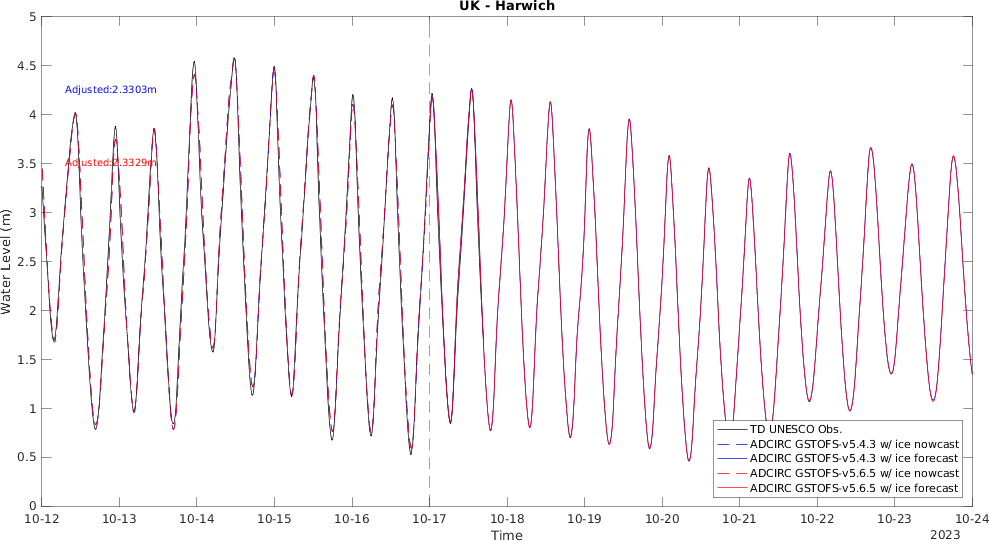 UK - Harwich
5
4.5
4
3.5
3
2.5
2
1.5
1
0.5
0
Water Level (m)
Adjusted:2.3303m
Adjusted:2.3329m
TD UNESCO Obs.
ADCIRC GSTOFS-v5.4.3 w/ ice nowcast
ADCIRC GSTOFS-v5.4.3 w/ ice forecast
ADCIRC GSTOFS-v5.6.5 w/ ice nowcast
ADCIRC GSTOFS-v5.6.5 w/ ice forecast
10-12 10-13 10-14 10-15 10-16 10-17 10-18 10-19 10-20 10-21 10-22 10-23 10-24
Time
2023